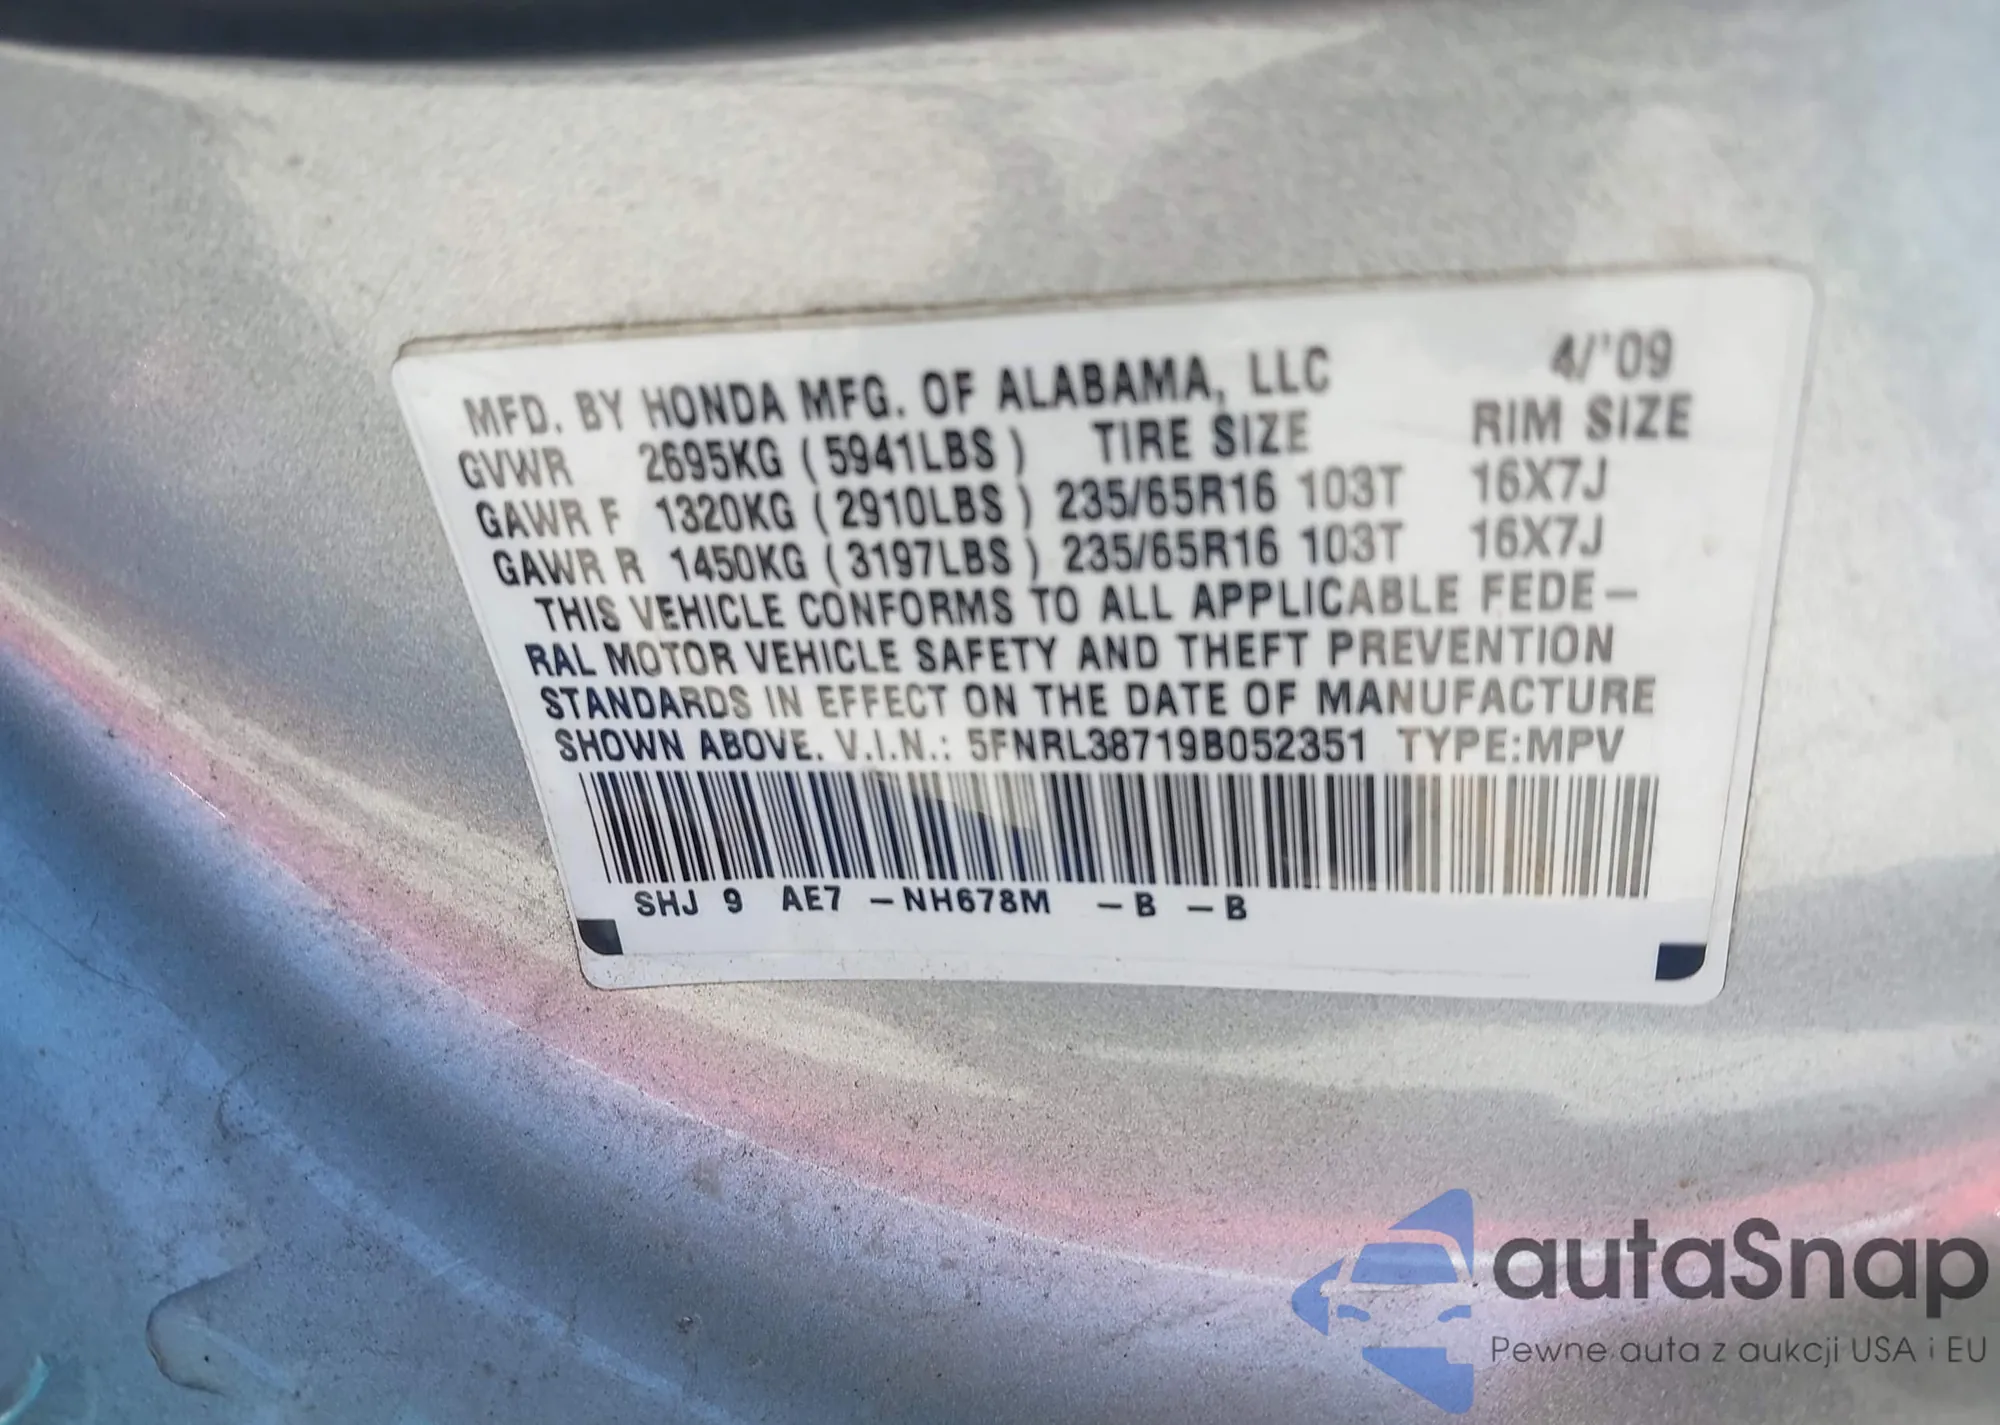 MFD. BY HONDA MFG. OF ALABAMA, LLC 4/'09
GVWR 2695KG (5941LBS) TIRE SIZE RIM SIZE
GAWR F 1320KG (2910LBS) 235/65R16 103T 16X7J
GAWR R 1450KG (3197LBS) 235/65R16 103T 16X7J
THIS VEHICLE CONFORMS TO ALL APPLICABLE FEDE-
RAL MOTOR VEHICLE SAFETY AND THEFT PREVENTION
STANDARDS IN EFFECT ON THE DATE OF MANUFACTURE
SHOWN ABOVE. V.I.N.: 5FNRL38719B052351 TYPE:MPV
SHJ 9 AE7 -NH678M -B -B
autaSnap
Pewne auta z aukcji USA i EU